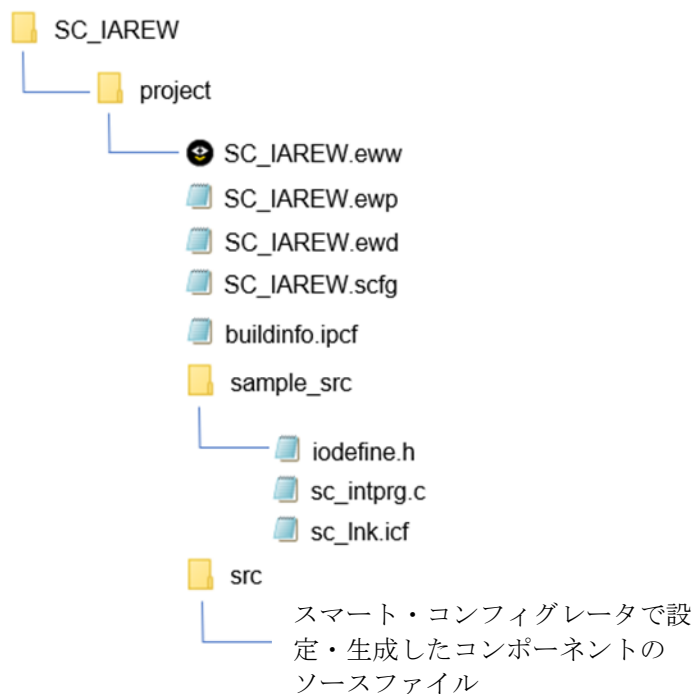 SC_IAREW
project
SC_IAREW.eww
SC_IAREW.ewp
SC_IAREW.ewd
SC_IAREW.scfg
buildinfo.ipcf
sample_src
iodefine.h
sc_intprg.c
sc_lnk.icf
src
スマート・コンフィグレータで設
定・生成したコンポーネントの
ソースファイル